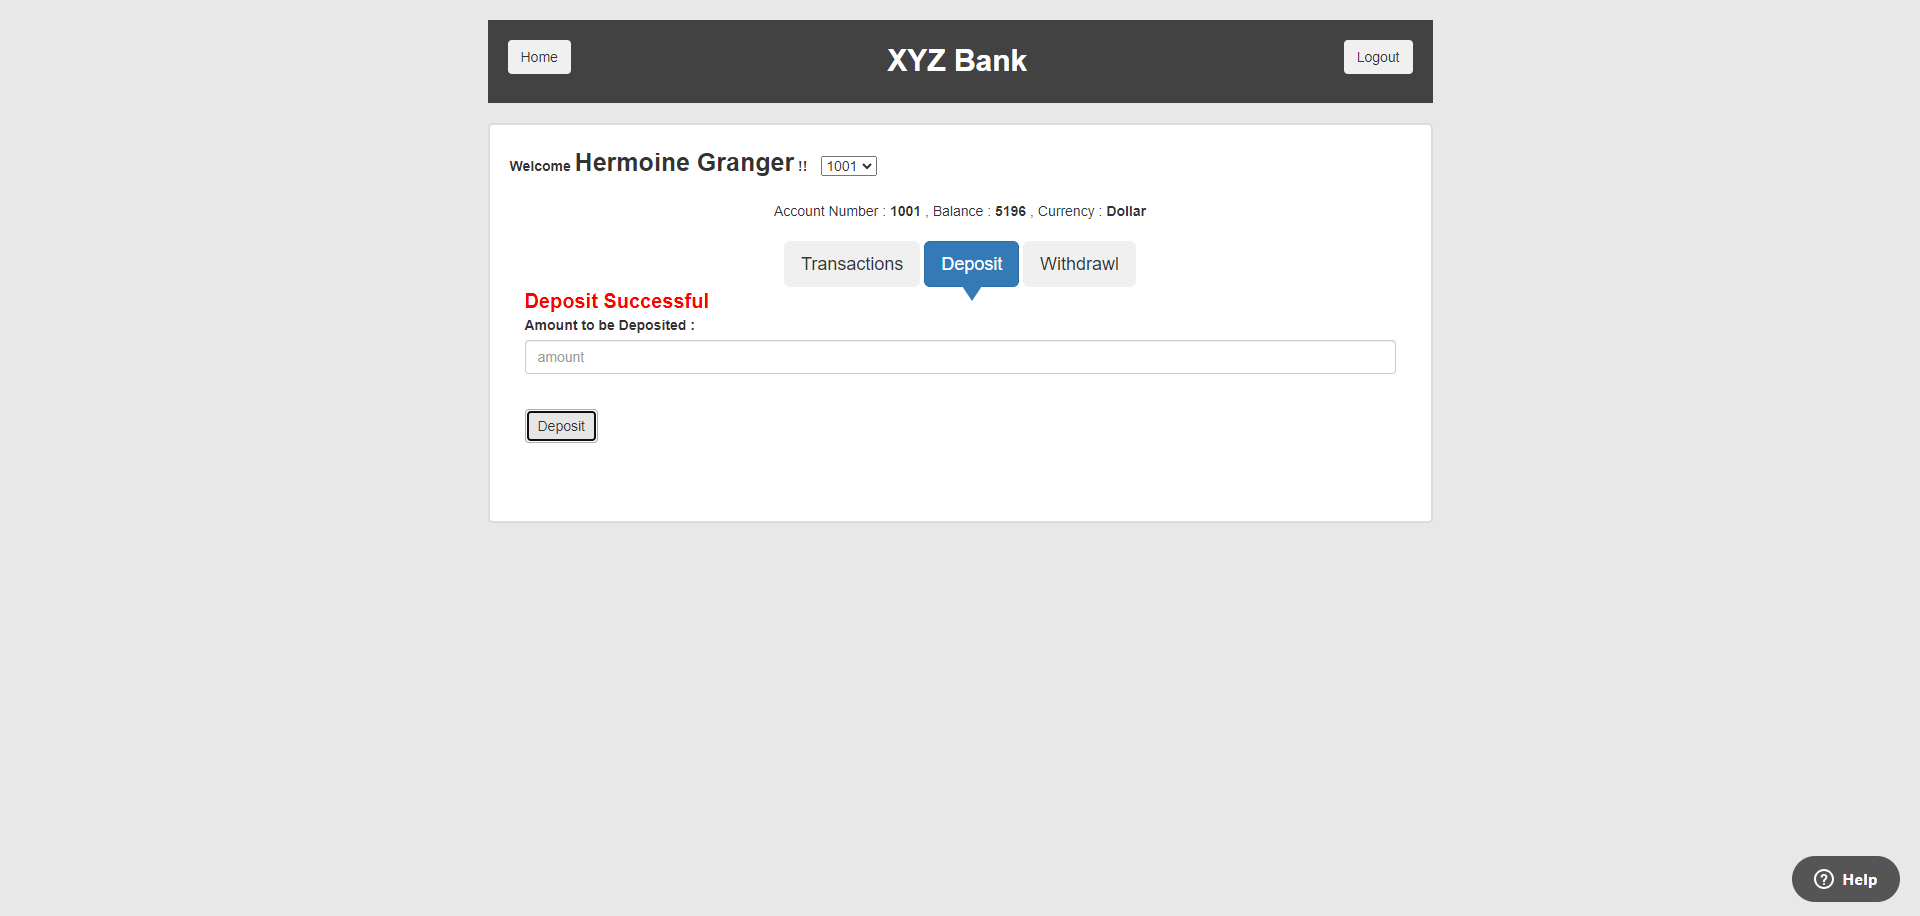 Home
XYZ Bank
Logout
Welcome Hermoine Granger !! 1001
Account Number : 1001 , Balance : 5196 , Currency : Dollar
Transactions
Deposit
Withdrawl
Deposit Successful
Amount to be Deposited :
amount
Deposit
? Help